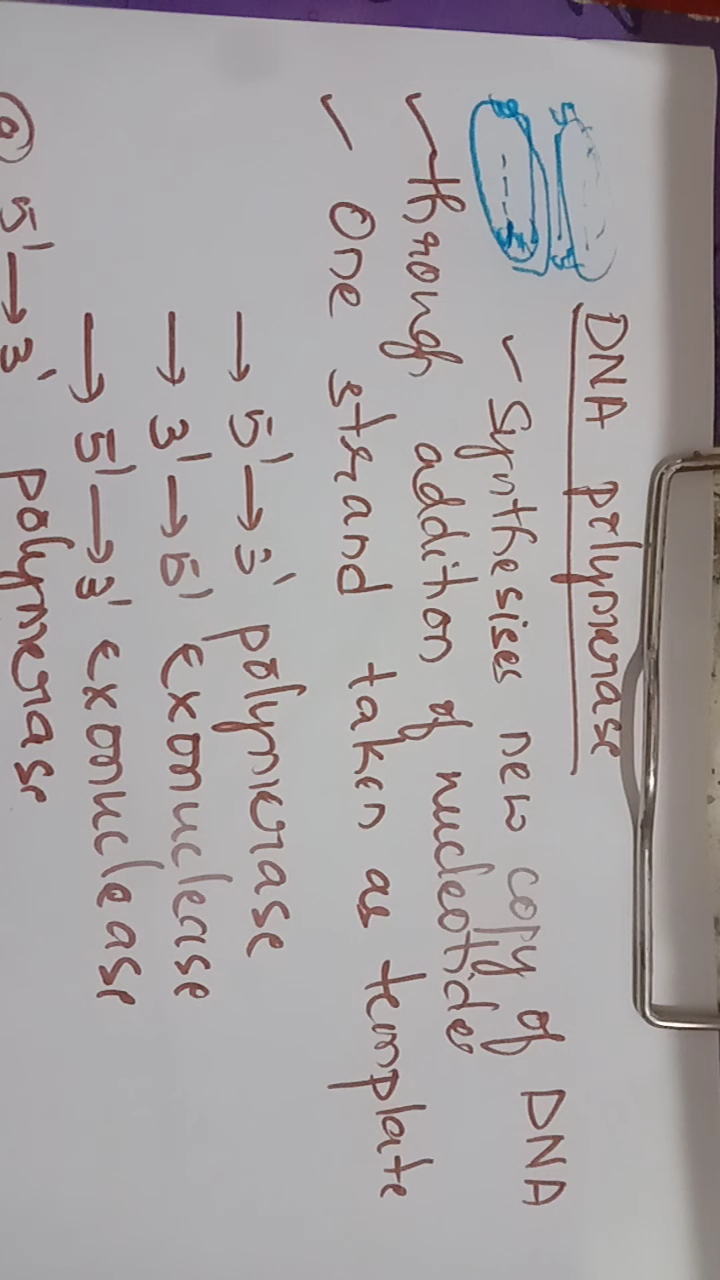 DNA polymerase
✓ Synthesises new copy of DNA
✓ through addition of nucleotides
✓ One strand taken as template
→ 5' → 3' polymerase
→ 3' → 5' Exonuclease
→ 5' → 3' Exonuclease
ⓐ 5' → 3' polymerase